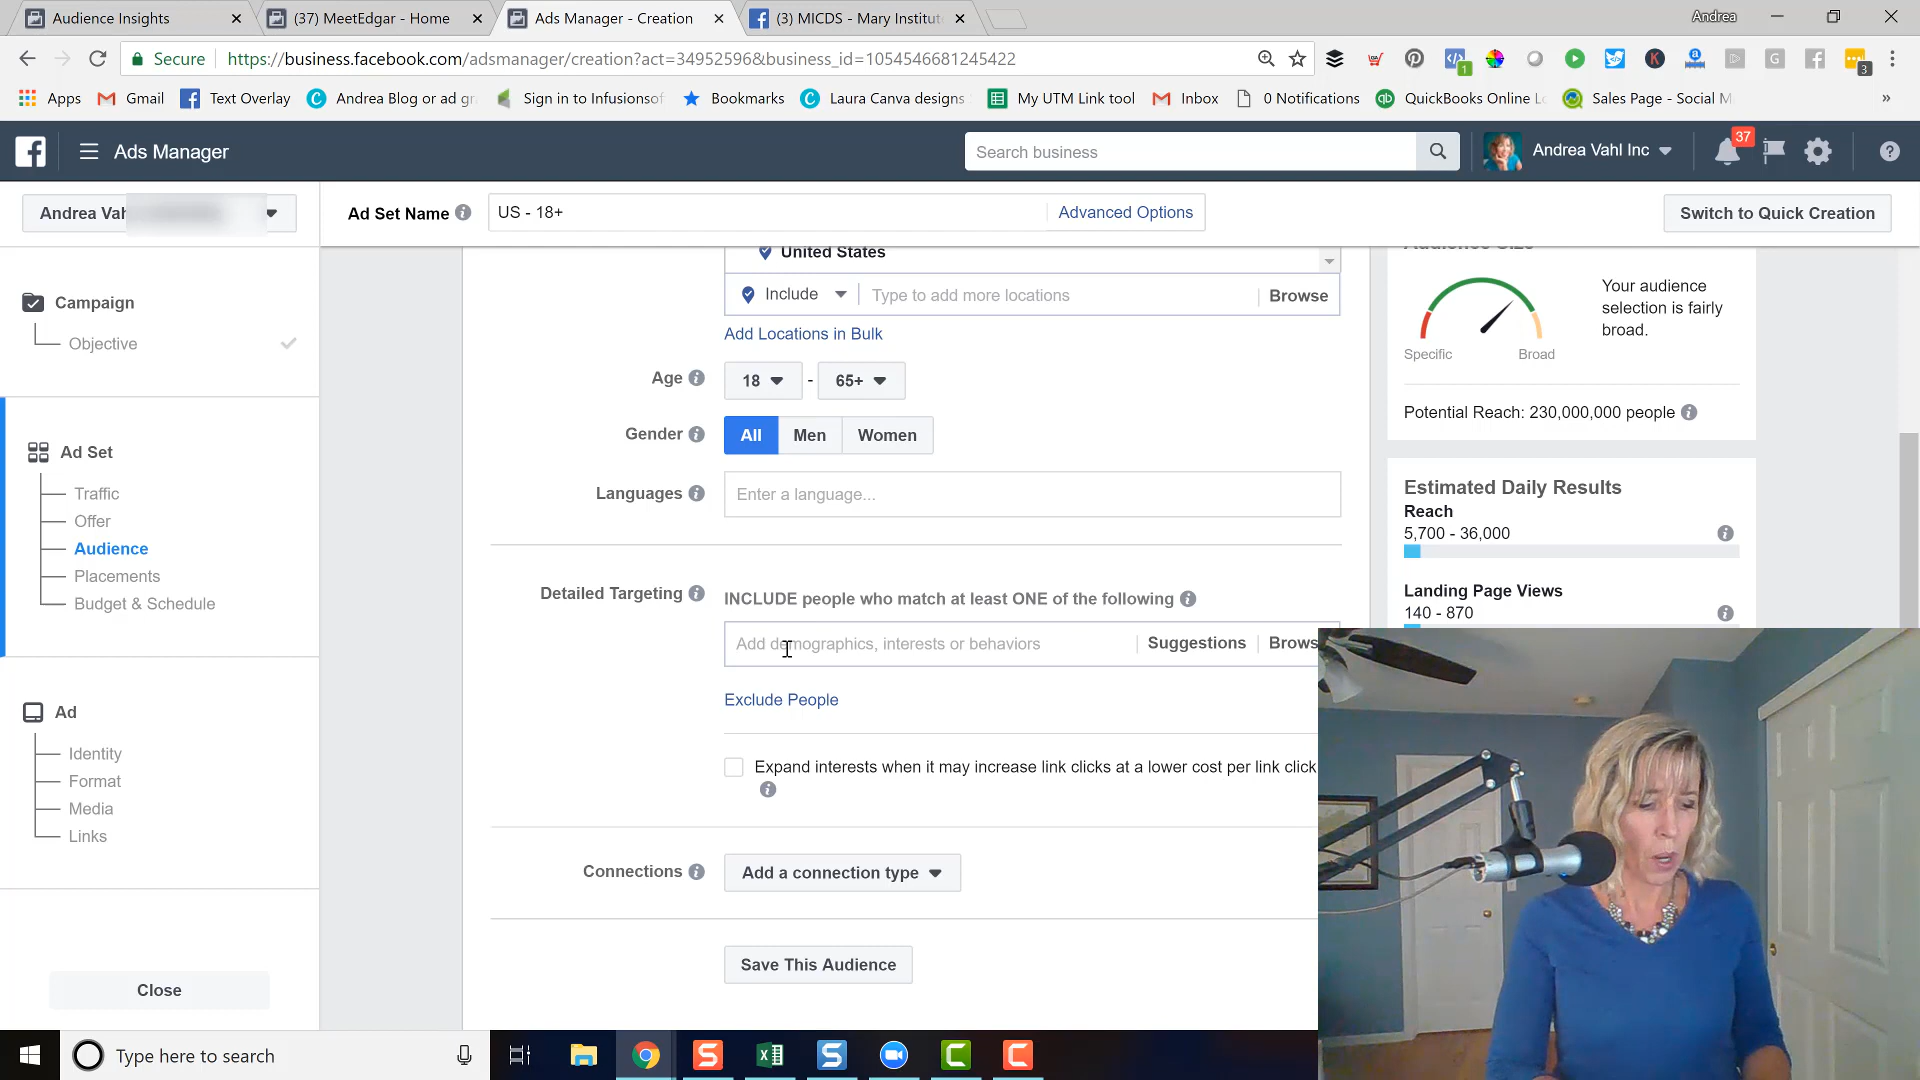 Audience Insights
(37) MeetEdgar - Home
Ads Manager - Creation
(3) MICDS - Mary Institut
Andrea
Secure
https://business.facebook.com/adsmanager/creation?act=34952596&business_id=1054546681245422
1
3
Apps
Gmail
Text Overlay
Andrea Blog or ad gr
Sign in to Infusionsof
Bookmarks
Laura Canva designs
My UTM Link tool
Inbox
0 Notifications
QuickBooks Online Lo
Sales Page - Social M
»
Ads Manager
Search business
Andrea Vahl Inc
37
Andrea Vah
Ad Set Name
US - 18+
Advanced Options
Switch to Quick Creation
Campaign
Objective
Ad Set
Traffic
Offer
Audience
Placements
Budget & Schedule
Ad
Identity
Format
Media
Links
Close
United States
Include
Type to add more locations
Browse
Add Locations in Bulk
Age
18
-
65+
Gender
All
Men
Women
Languages
Enter a language...
Detailed Targeting
INCLUDE people who match at least ONE of the following
Add demographics, interests or behaviors
Suggestions
Brows
Exclude People
Expand interests when it may increase link clicks at a lower cost per link click
Connections
Add a connection type
Save This Audience
Audience Size
Your audience
selection is fairly
broad.
Specific
Broad
Potential Reach: 230,000,000 people
Estimated Daily Results
Reach
5,700 - 36,000
Landing Page Views
140 - 870
Type here to search